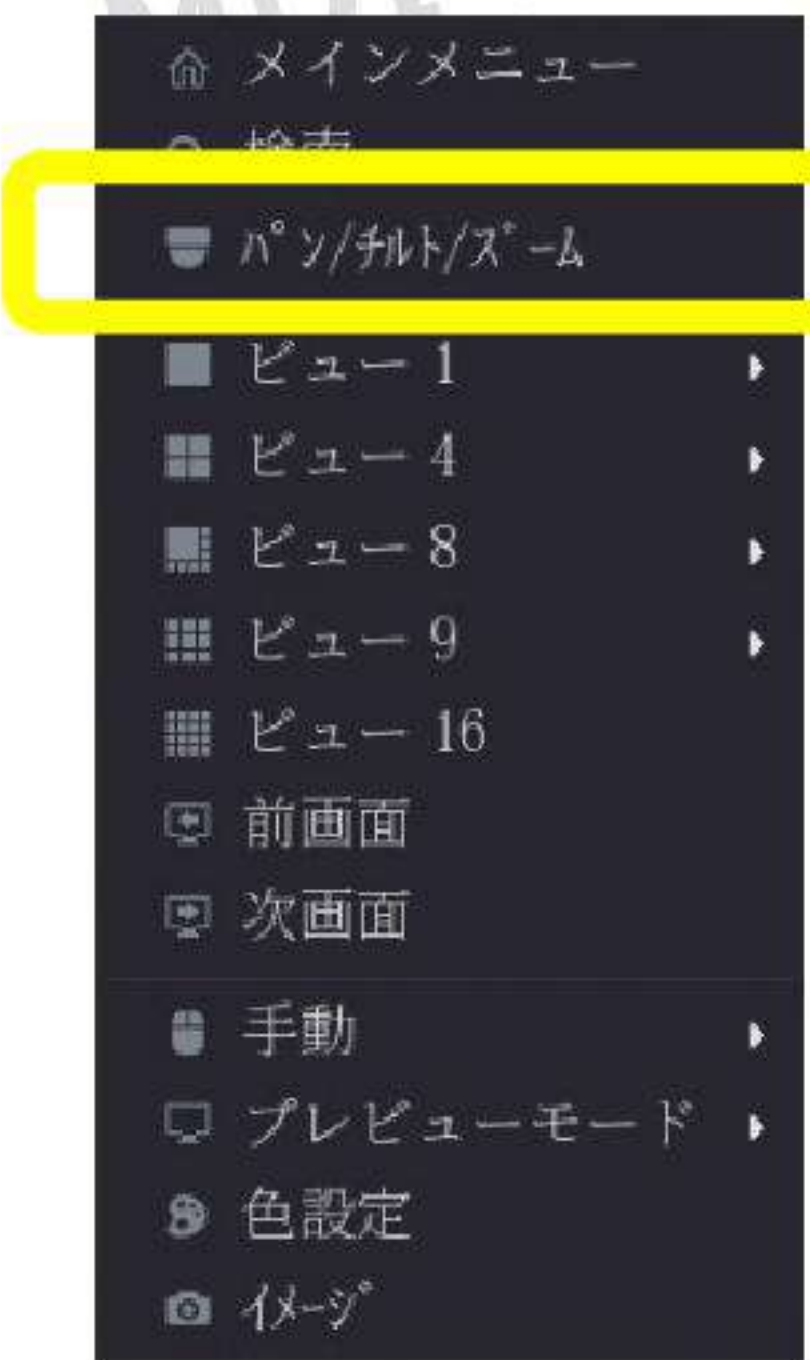 メインメニュー
検索
ﾊﾟﾝ/ﾁﾙﾄ/ｽﾞｰﾑ
ビュー 1
ビュー 4
ビュー 8
ビュー 9
ビュー 16
前画面
次画面
手動
プレビューモード
色設定
ｲﾒｰｼﾞ